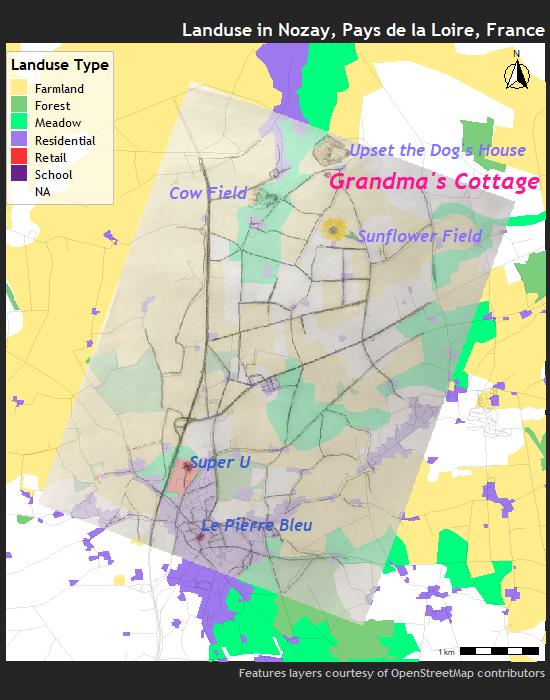 Landuse in Nozay, Pays de la Loire, France
Landuse Type
Farmland
Forest
Meadow
Residential
Retail
School
NA
N
Upset the Dog's House
Grandma's Cottage
Cow Field
Sunflower Field
Super U
Le Pierre Bleu
1 km
Features layers courtesy of OpenStreetMap contributors